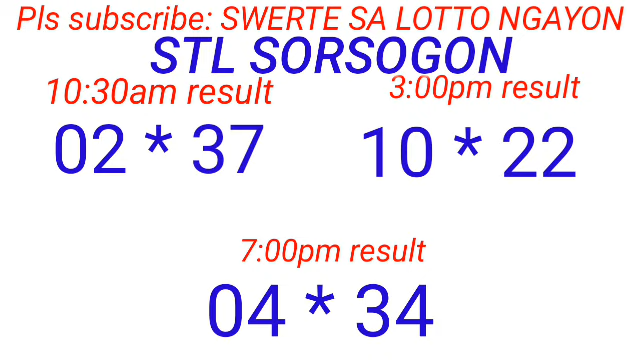 Pls subscribe: SWERTE SA LOTTO NGAYON
STL SORSOGON
10:30am result
3:00pm result
02 * 37
10 * 22
7:00pm result
04 * 34